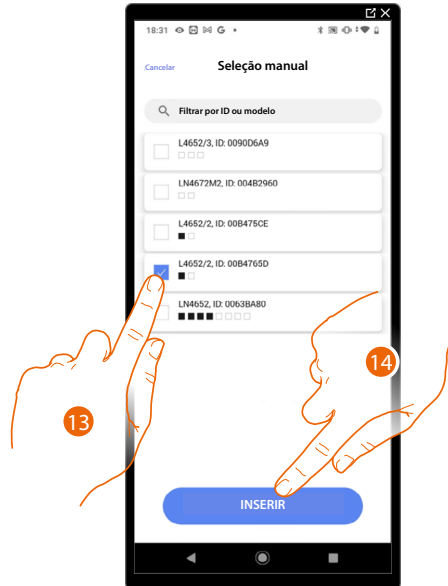 18:31
Cancelar
Seleção manual
Filtrar por ID ou modelo
L4652/3, ID: 0090D6A9
LN4672M2, ID: 004B2960
L4652/2, ID: 00B475CE
L4652/2, ID: 00B4765D
LN4652, ID: 0063BA80
13
14
INSERIR